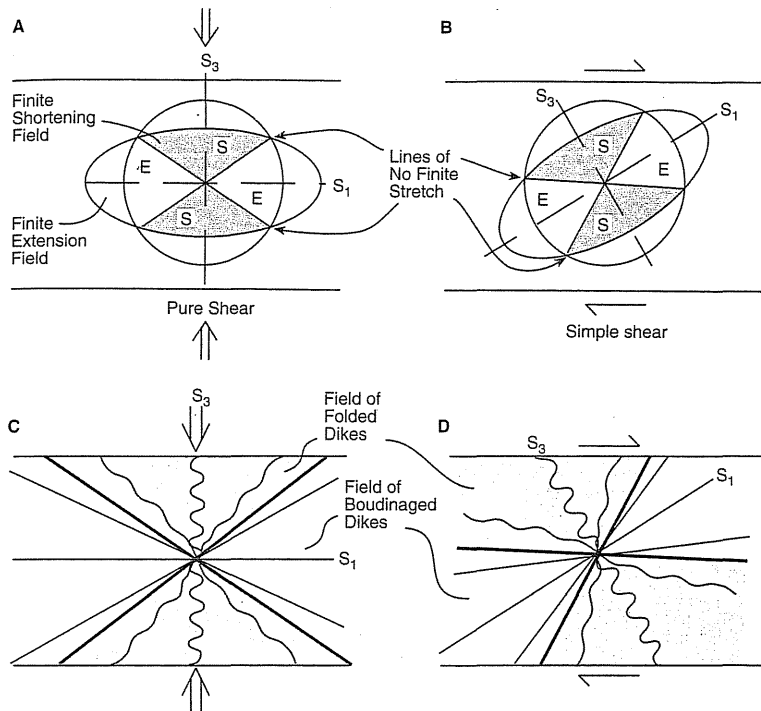 A
S3
Finite
Shortening
Field
S
E
E
S1
S
Finite
Extension
Field
Pure Shear
Lines of
No Finite
Stretch
B
S3
S1
S
E
E
S
Simple shear
C
S3
Field of
Folded
Dikes
Field of
Boudinaged
Dikes
S1
D
S3
S1